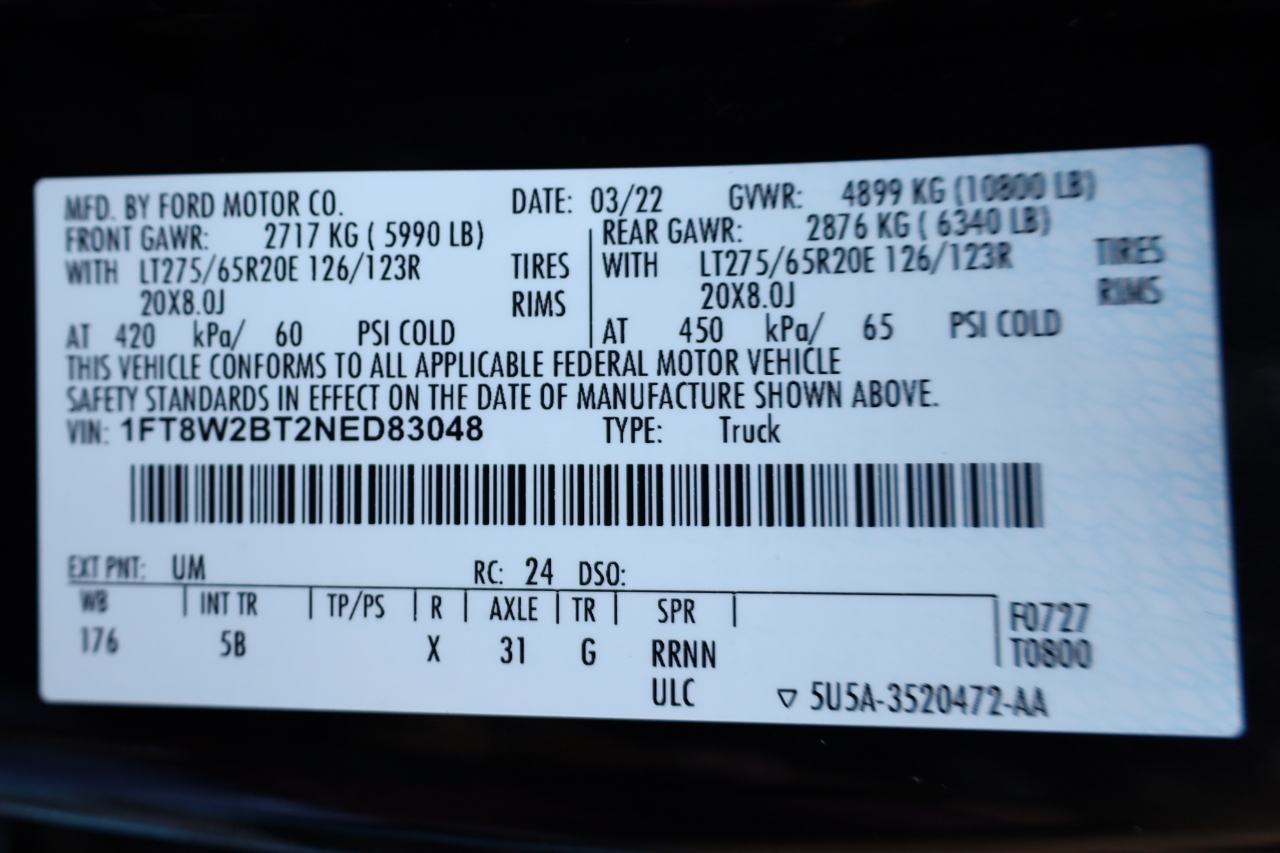 MFD. BY FORD MOTOR CO. DATE: 03/22 GVWR: 4899 KG (10800 LB)
FRONT GAWR: 2717 KG ( 5990 LB) REAR GAWR: 2876 KG ( 6340 LB)
WITH LT275/65R20E 126/123R TIRES WITH LT275/65R20E 126/123R TIRES
20X8.0J RIMS 20X8.0J RIMS
AT 420 kPa/ 60 PSI COLD AT 450 kPa/ 65 PSI COLD
THIS VEHICLE CONFORMS TO ALL APPLICABLE FEDERAL MOTOR VEHICLE
SAFETY STANDARDS IN EFFECT ON THE DATE OF MANUFACTURE SHOWN ABOVE.
VIN: 1FT8W2BT2NED83048 TYPE: Truck
EXT PNT: UM RC: 24 DSO:
WB INT TR TP/PS R AXLE TR SPR F0727
176 5B X 31 G RRNN T0800
ULC ▽ 5U5A-3520472-AA